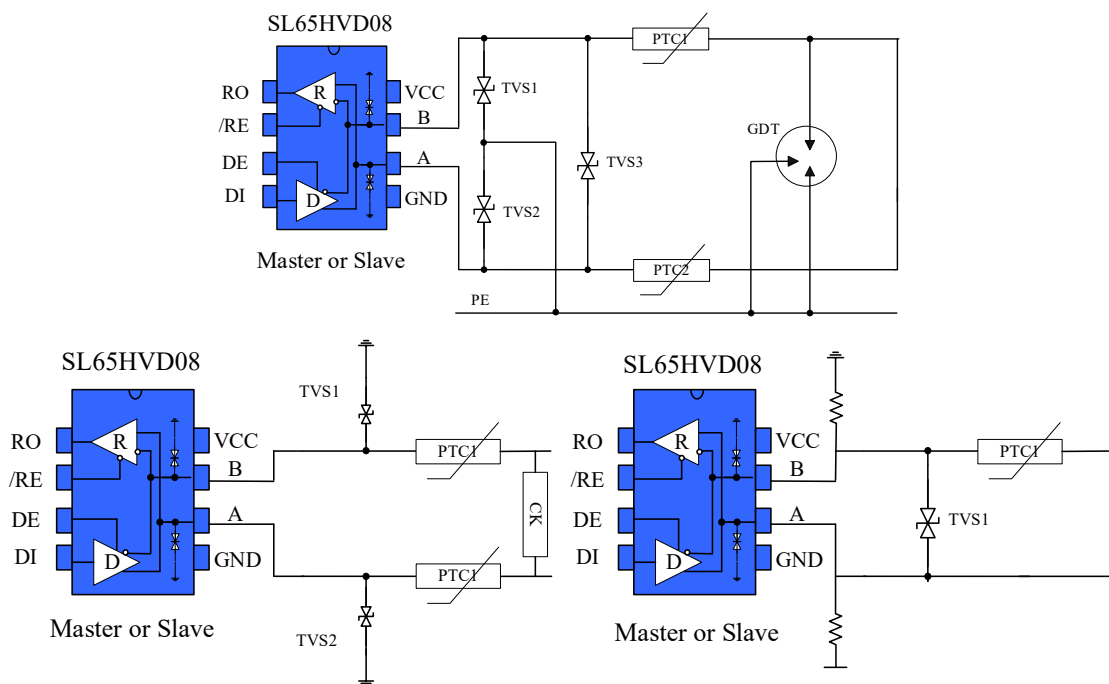 SL65HVD08
RO
/RE
DE
DI
R
D
VCC
B
A
GND
Master or Slave
TVS1
TVS2
TVS3
PTC1
PTC2
GDT
PE
SL65HVD08
RO
/RE
DE
DI
R
D
VCC
B
A
GND
Master or Slave
TVS1
TVS2
PTC1
PTC1
CK
SL65HVD08
RO
/RE
DE
DI
R
D
VCC
B
A
GND
Master or Slave
TVS1
PTC1